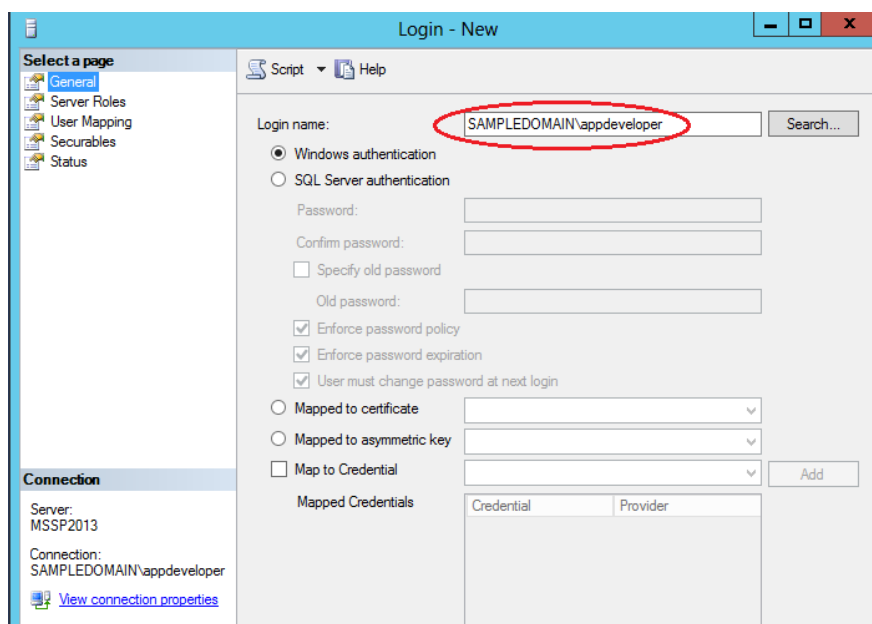 Login - New
Select a page
General
Server Roles
User Mapping
Securables
Status
Script
Help
Login name:
SAMPLEDOMAIN\appdeveloper
Search...
Windows authentication
SQL Server authentication
Password:
Confirm password:
Specify old password
Old password:
Enforce password policy
Enforce password expiration
User must change password at next login
Mapped to certificate
Mapped to asymmetric key
Map to Credential
Add
Mapped Credentials
Credential
Provider
Connection
Server:
MSSP2013
Connection:
SAMPLEDOMAIN\appdeveloper
View connection properties